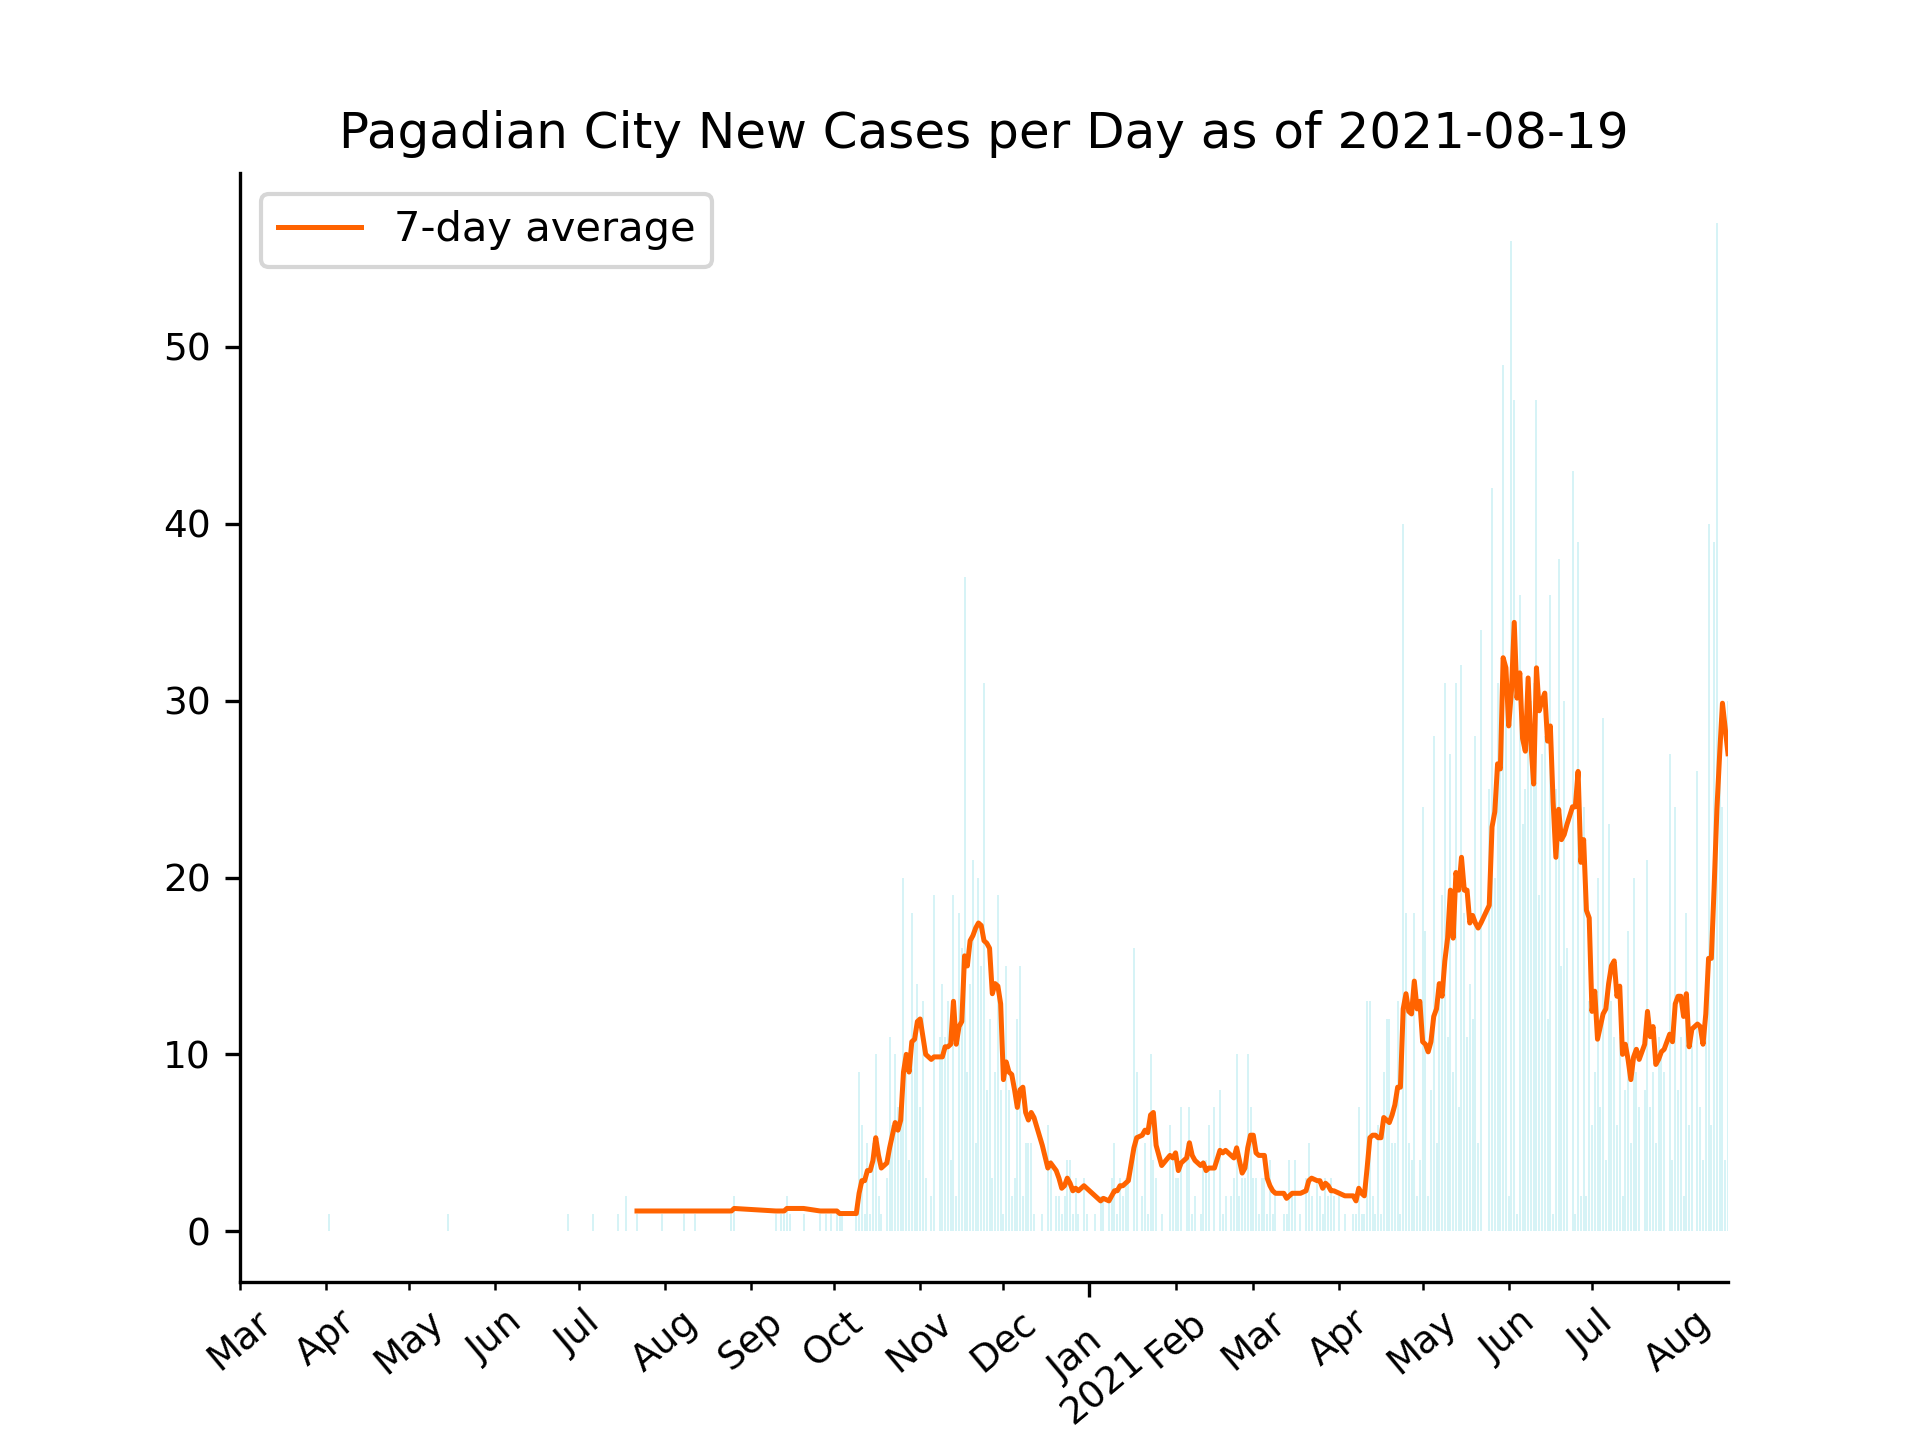 Pagadian City New Cases per Day as of 2021-08-19
7-day average
50
40
30
20
10
0
Mar Apr May Jun Jul Aug Sep Oct Nov Dec Jan Feb Mar Apr May Jun Jul Aug
2021